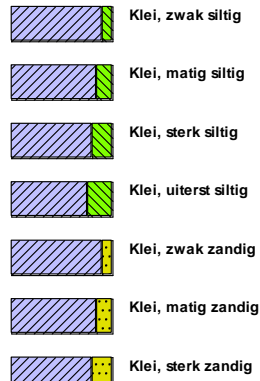 Klei, zwak siltig
Klei, matig siltig
Klei, sterk siltig
Klei, uiterst siltig
Klei, zwak zandig
Klei, matig zandig
Klei, sterk zandig